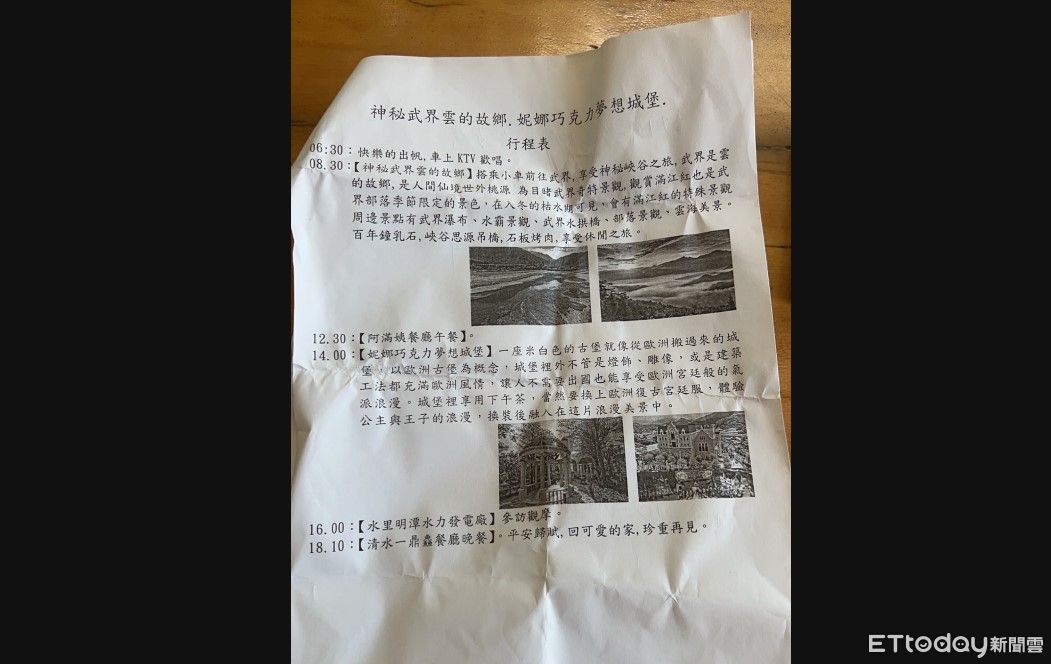 神秘武界雲的故鄉.妮娜巧克力夢想城堡.
行程表
06:30：快樂的出帆,車上KTV歡唱。
08.30:【神秘武界雲的故鄉】搭乘小車前往武界,享受神秘峽谷之旅,武界是雲
的故鄉,是人間仙境世外桃源 為目睹武界奇特景觀,觀賞滿江紅也是武
界部落季節限定的景色,在入冬的枯水期可見,會有滿江紅的特殊景觀
周邊景點有武界瀑布、水霸景觀、武界水拱橋、部落景觀、雲海美景。
百年鐘乳石,峽谷思源吊橋,石板烤肉,享受休閒之旅。
12.30:【阿滿姨餐廳午餐】。
14.00:【妮娜巧克力夢想城堡】一座米白色的古堡就像從歐洲搬過來的城
堡,以歐洲古堡為概念,城堡裡外不管是燈飾、雕像,或是建築
工法都充滿歐洲風情,讓人不需要出國也能享受歐洲宮廷般的氣
派浪漫。城堡裡享用下午茶,當然要換上歐洲復古宮廷服,體驗
公主與王子的浪漫,換裝後融入在這片浪漫美景中。
16.00:【水里明潭水力發電廠】參訪觀摩。
18.10:【清水一鼎鱻餐廳晚餐】。平安歸賦,回可愛的家,珍重再見。
ETtoday新聞雲